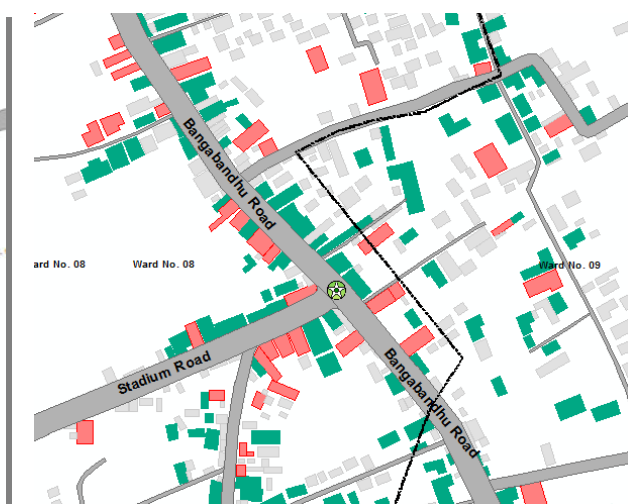 Bangabandhu Road
ard No. 08
Ward No. 08
Ward No. 09
Stadium Road
Bangabandhu Road